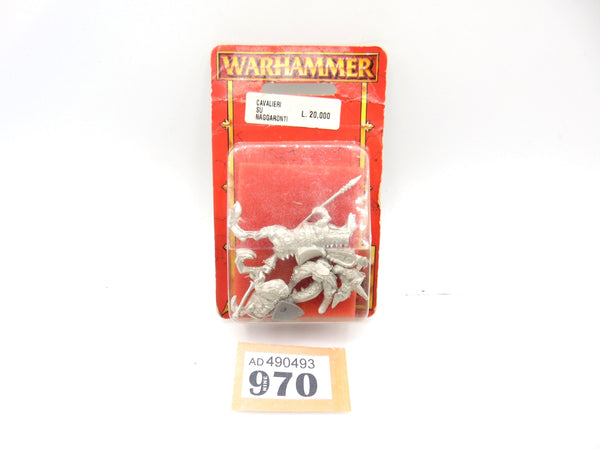 WARHAMMER
CAVALIERI
SU L. 20.000
NAGGARONTI
AD 490493
970